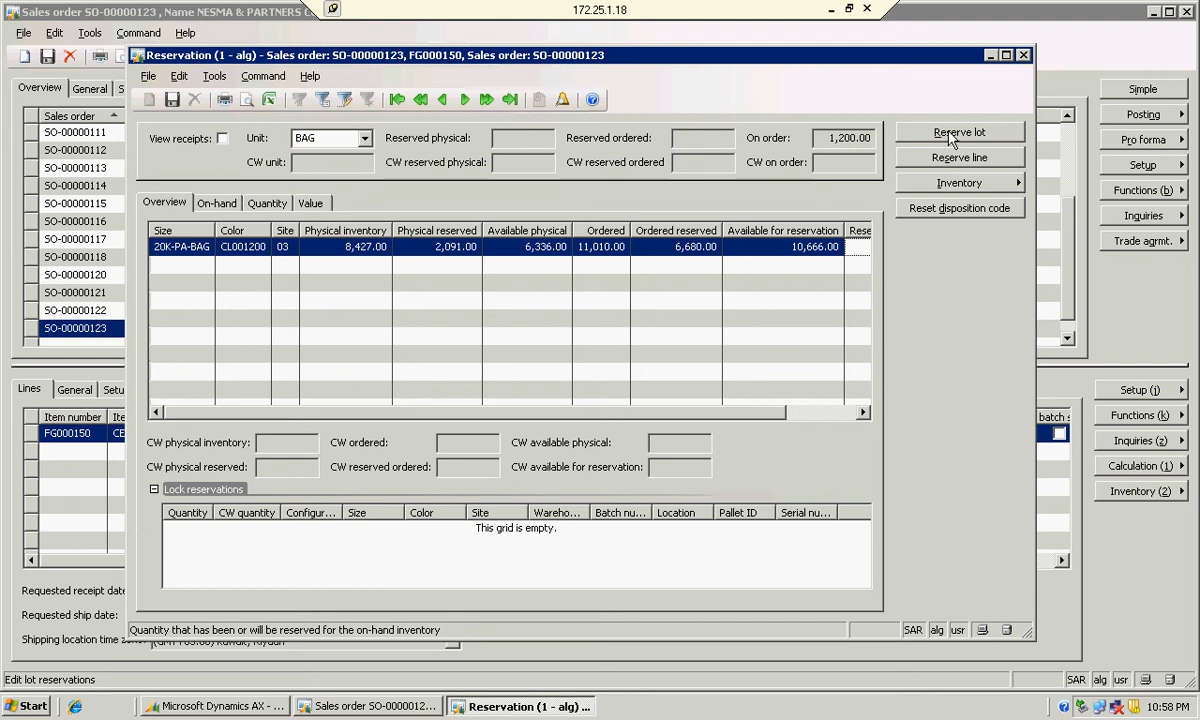 Sales order SO-00000123 , Name NESMA & PARTNERS C
172.25.1.18
File Edit Tools Command Help
Reservation (1 - alg) - Sales order: SO-00000123, FG000150, Sales order: SO-00000123
File Edit Tools Command Help
Overview General S
Sales order
SO-00000111
SO-00000112
SO-00000113
SO-00000114
SO-00000115
SO-00000116
SO-00000117
SO-00000118
SO-00000120
SO-00000121
SO-00000122
SO-00000123
View receipts: Unit: BAG Reserved physical: Reserved ordered: On order: 1,200.00
CW unit: CW reserved physical: CW reserved ordered CW on order:
Reserve lot
Reserve line
Inventory
Reset disposition code
Simple
Posting
Pro forma
Setup
Functions (b)
Inquiries
Trade agrmt.
Overview On-hand Quantity Value
Size Color Site Physical inventory Physical reserved Available physical Ordered Ordered reserved Available for reservation Rese
20K-PA-BAG CL001200 03 8,427.00 2,091.00 6,336.00 11,010.00 6,680.00 10,666.00
CW physical inventory: CW ordered: CW available physical:
CW physical reserved: CW reserved ordered: CW available for reservation:
Lock reservations
Quantity CW quantity Configur... Size Color Site Wareho... Batch nu... Location Pallet ID Serial nu...
This grid is empty.
Quantity that has been or will be reserved for the on-hand inventory
SAR alg usr
Lines General Setu
Item number Ite
FG000150 CE
batch s
Setup (j)
Functions (k)
Inquiries (z)
Calculation (1)
Inventory (2)
Requested receipt date
Requested ship date:
Shipping location time
Edit lot reservations
SAR alg usr
Start Microsoft Dynamics AX - ... Sales order SO-0000012... Reservation (1 - alg) ... 10:58 PM